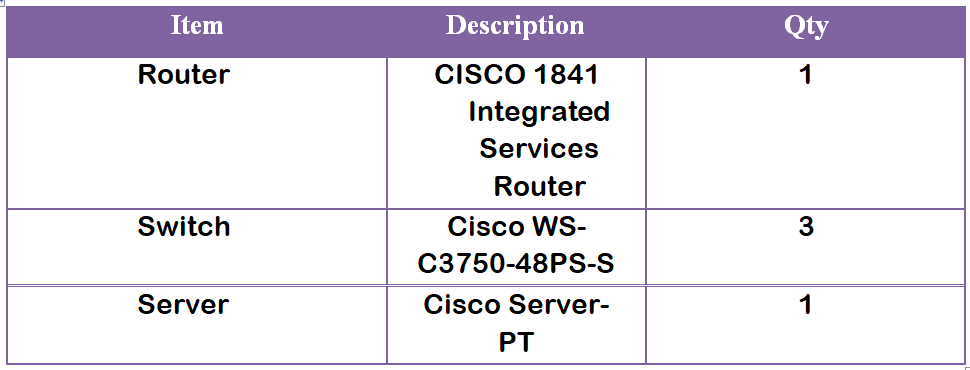 Item Description Qty
Router CISCO 1841 1
Integrated
Services
Router
Switch Cisco WS- 3
C3750-48PS-S
Server Cisco Server- 1
PT